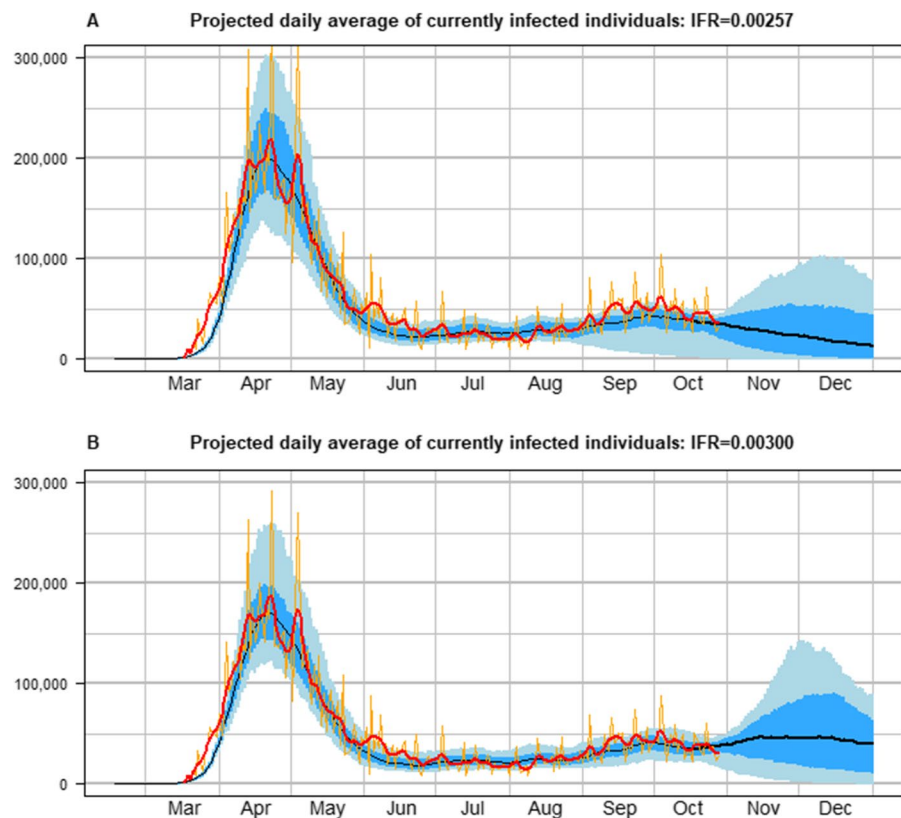 A Projected daily average of currently infected individuals: IFR=0.00257
300,000
200,000
100,000
0
Mar Apr May Jun Jul Aug Sep Oct Nov Dec
B Projected daily average of currently infected individuals: IFR=0.00300
300,000
200,000
100,000
0
Mar Apr May Jun Jul Aug Sep Oct Nov Dec